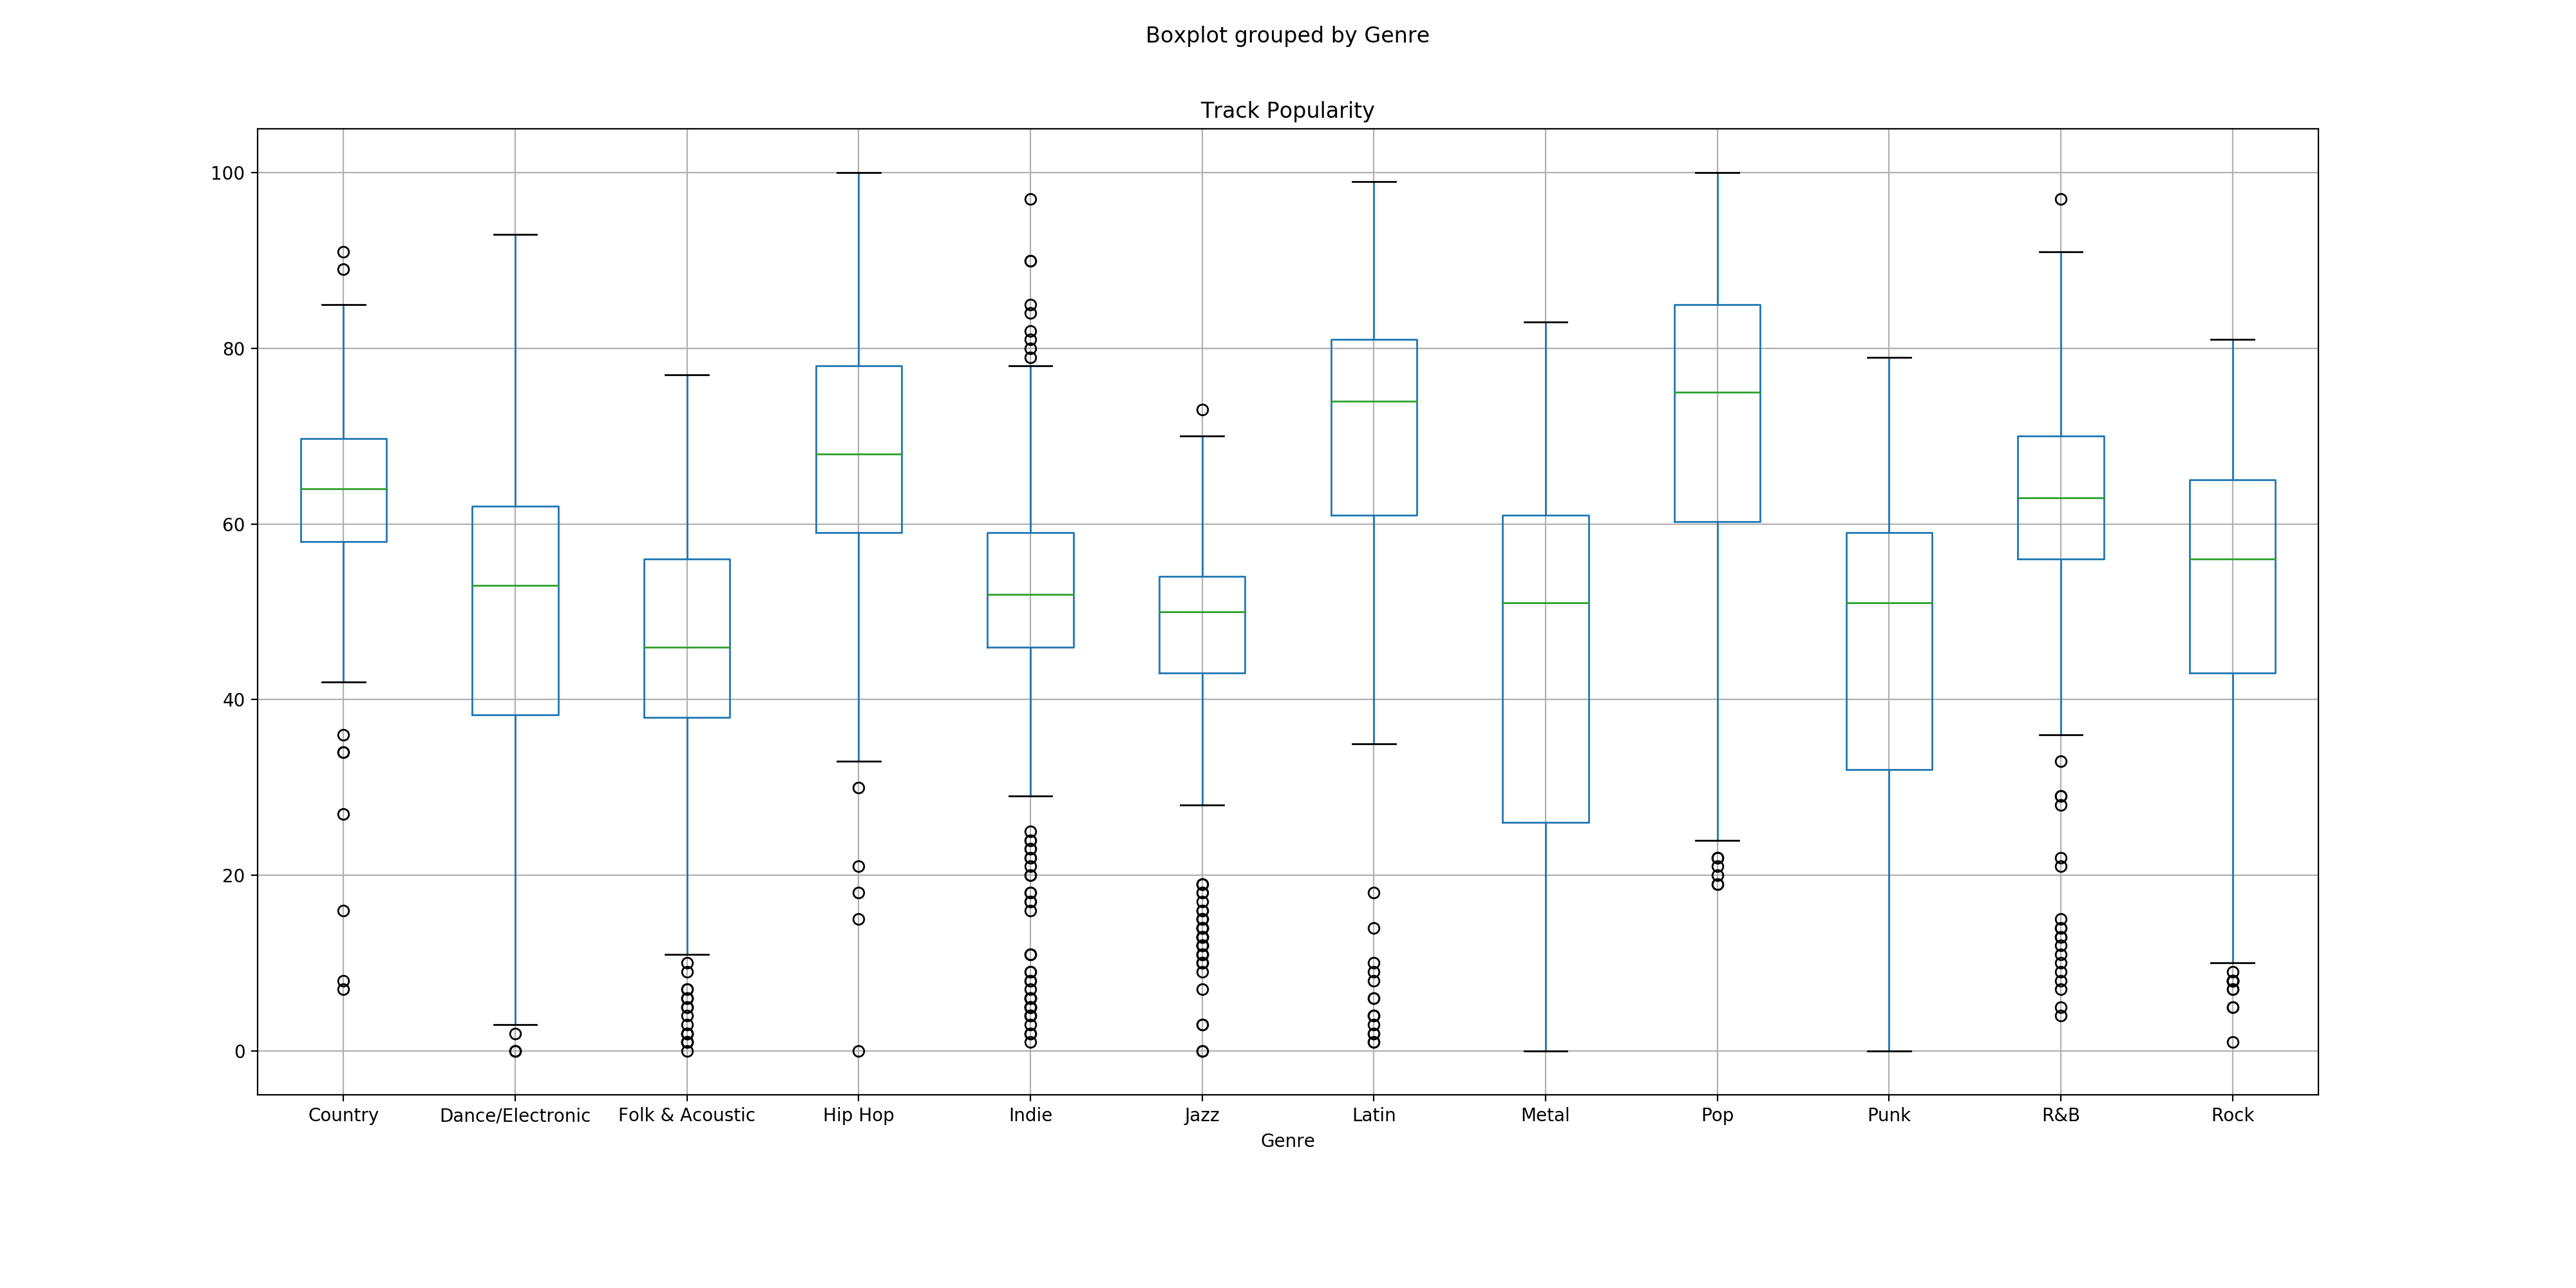 Boxplot grouped by Genre
Track Popularity
100
80
60
40
20
0
Country Dance/Electronic Folk & Acoustic Hip Hop Indie Jazz Latin Metal Pop Punk R&B Rock
Genre